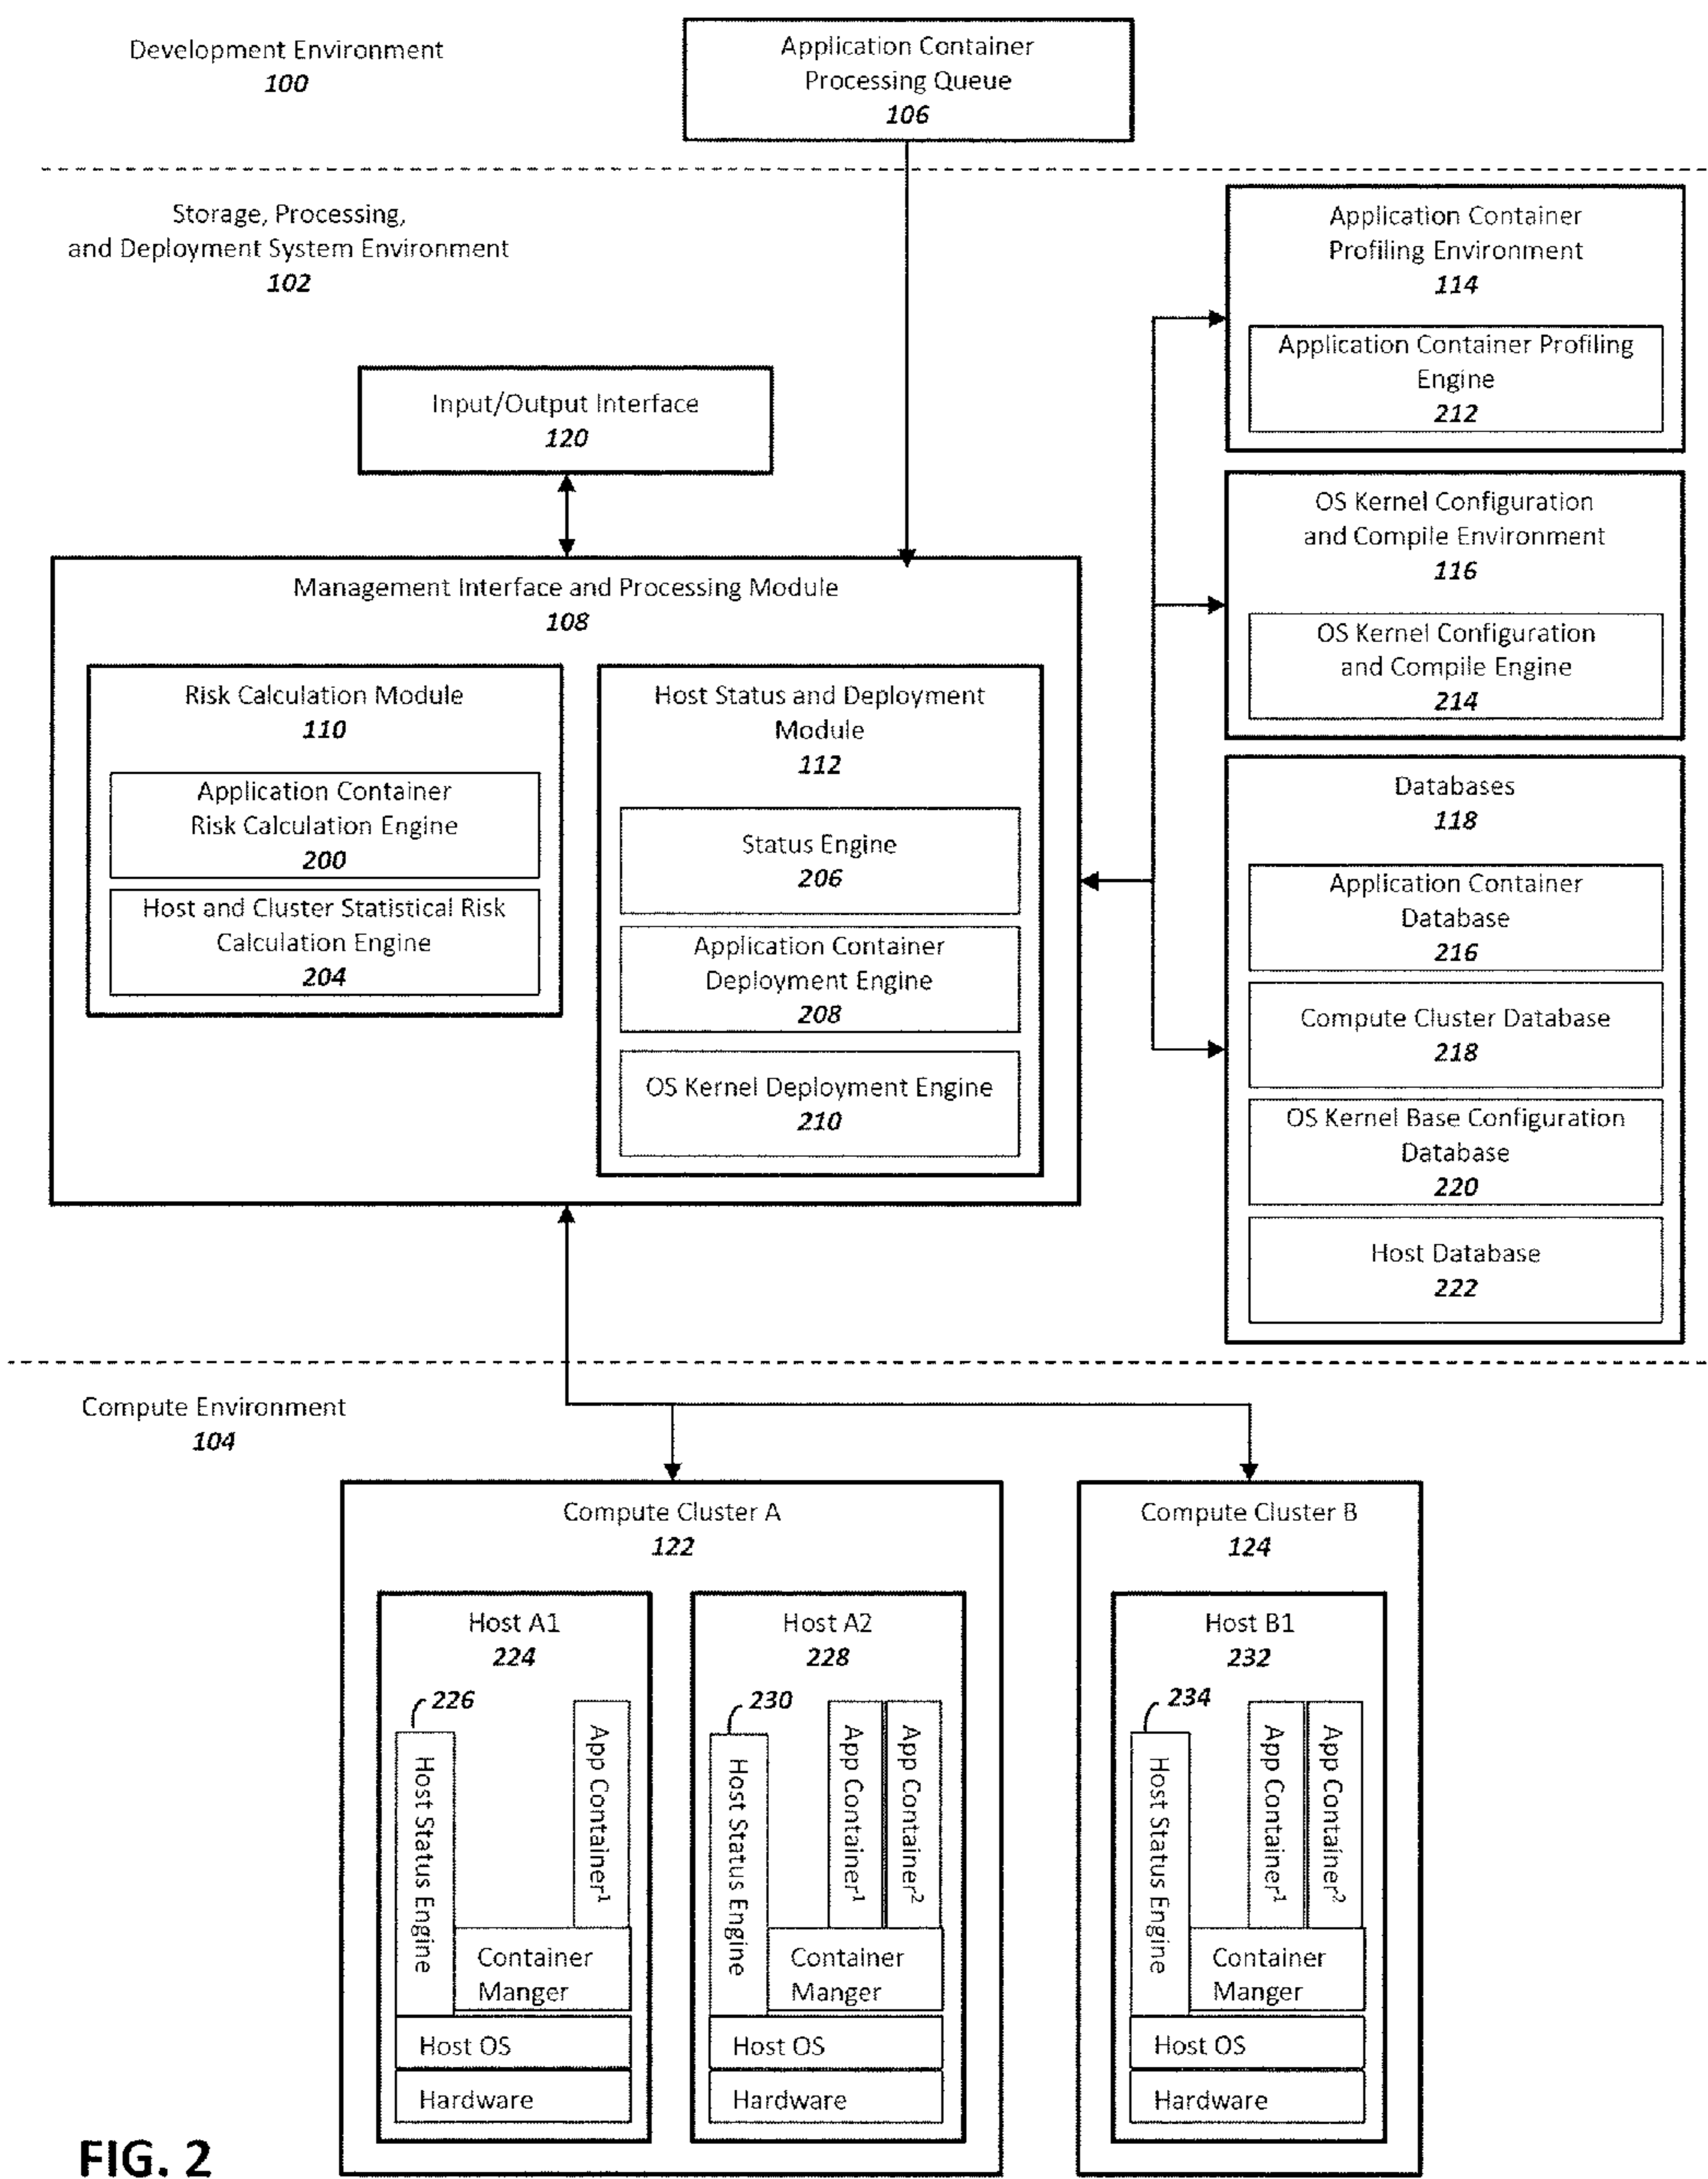 Development Environment
100
Application Container
Processing Queue
106
Storage, Processing,
and Deployment System Environment
102
Application Container
Profiling Environment
114
Application Container Profiling
Engine
212
Input/Output Interface
120
OS Kernel Configuration
and Compile Environment
116
OS Kernel Configuration
and Compile Engine
214
Management Interface and Processing Module
108
Risk Calculation Module
110
Application Container
Risk Calculation Engine
200
Host and Cluster Statistical Risk
Calculation Engine
204
Host Status and Deployment
Module
112
Status Engine
206
Application Container
Deployment Engine
208
OS Kernel Deployment Engine
210
Databases
118
Application Container
Database
216
Compute Cluster Database
218
OS Kernel Base Configuration
Database
220
Host Database
222
Compute Environment
104
Compute Cluster A
122
Host A1
224
226
Host Status Engine
App Container¹
Container
Manger
Host OS
Hardware
Host A2
228
230
Host Status Engine
App Container¹
App Container²
Container
Manger
Host OS
Hardware
Compute Cluster B
124
Host B1
232
234
Host Status Engine
App Container¹
App Container²
Container
Manger
Host OS
Hardware
FIG. 2